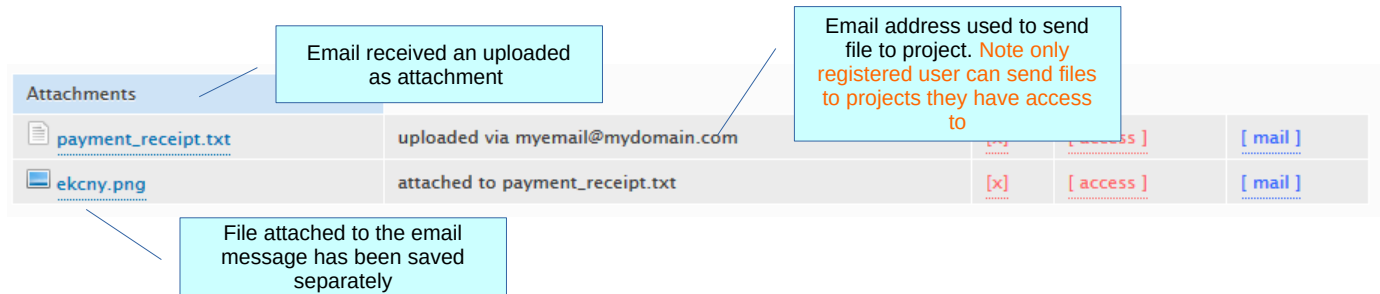 Email received an uploaded
as attachment
Email address used to send
file to project. Note only
registered user can send files
to projects they have access
to
Attachments
payment_receipt.txt uploaded via myemail@mydomain.com [x] [ access ] [ mail ]
ekcny.png attached to payment_receipt.txt [x] [ access ] [ mail ]
File attached to the email
message has been saved
separately